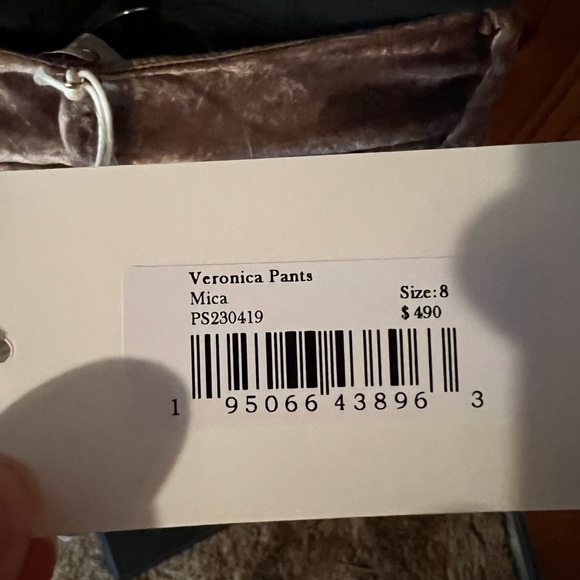 Veronica Pants
Mica Size: 8
PS230419 $ 490
1 95066 43896 3